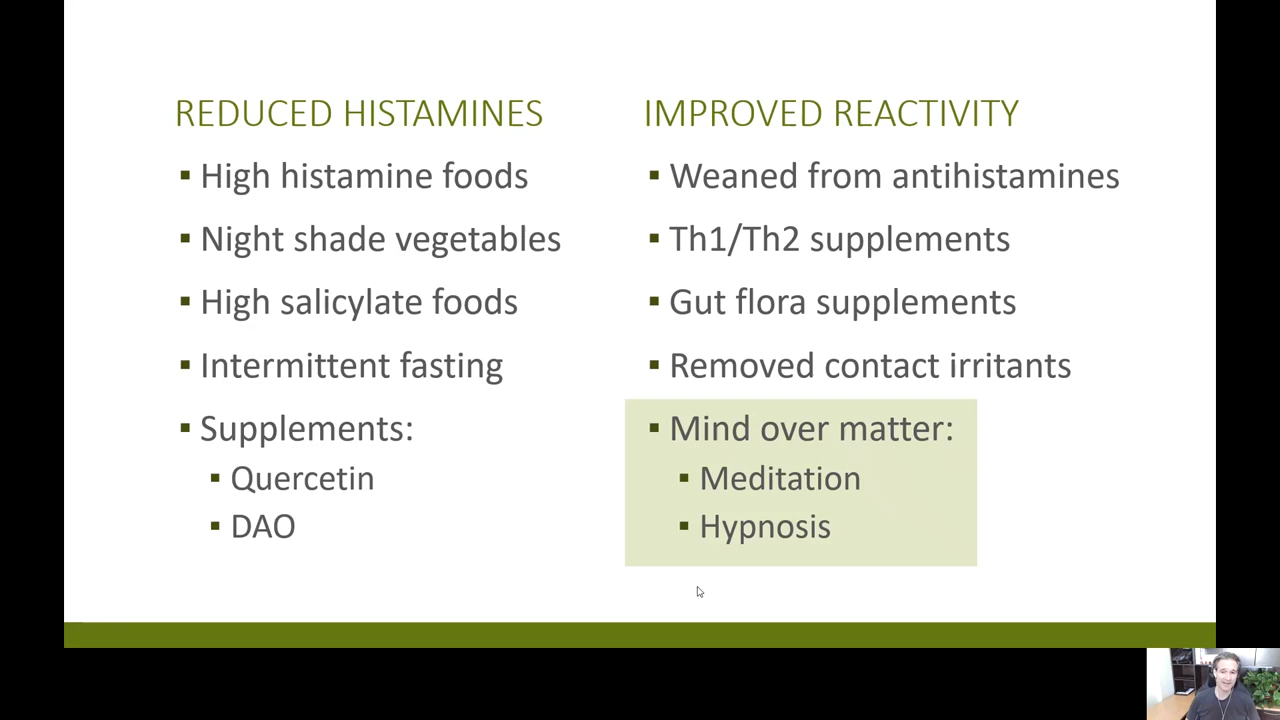 REDUCED HISTAMINES
▪ High histamine foods
▪ Night shade vegetables
▪ High salicylate foods
▪ Intermittent fasting
▪ Supplements:
▪ Quercetin
▪ DAO
IMPROVED REACTIVITY
▪ Weaned from antihistamines
▪ Th1/Th2 supplements
▪ Gut flora supplements
▪ Removed contact irritants
▪ Mind over matter:
▪ Meditation
▪ Hypnosis